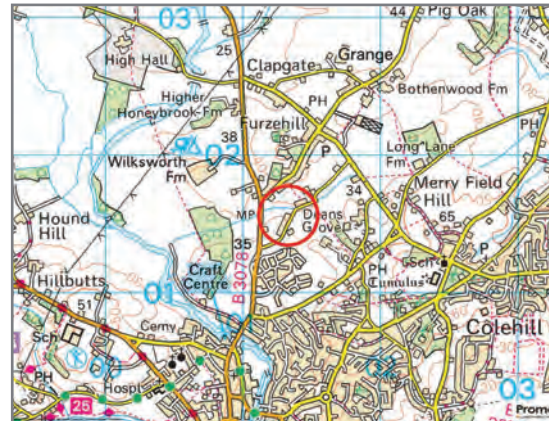 03
44
Pig Oak
25
High Hall
Clapgate
Grange
PH
Bothenwood Fm
Higher
Honeybrook Fm
Furzehill
38
02
P
Long Lane
Fm
PH
Wilksworth
Fm
34
Merry Field
Hill
65
Hound
Hill
MP
Deans
Grove
35
P
B 3078
Craft
Centre
PH
Sch
Tumulus
Hillbutts
01
51
Cemy
Colehill
Sch
PH
Hospl
03
25
Prom